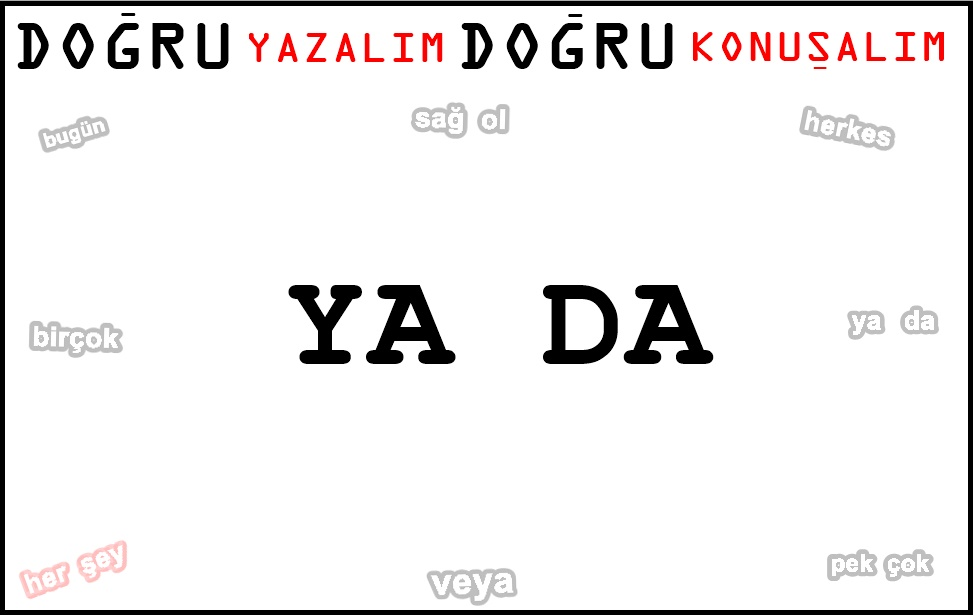 DOĞRU YAZALIM DOĞRU KONUŞALIM
bugün sağ ol herkes
YA DA
birçok ya da
her şey veya pek çok